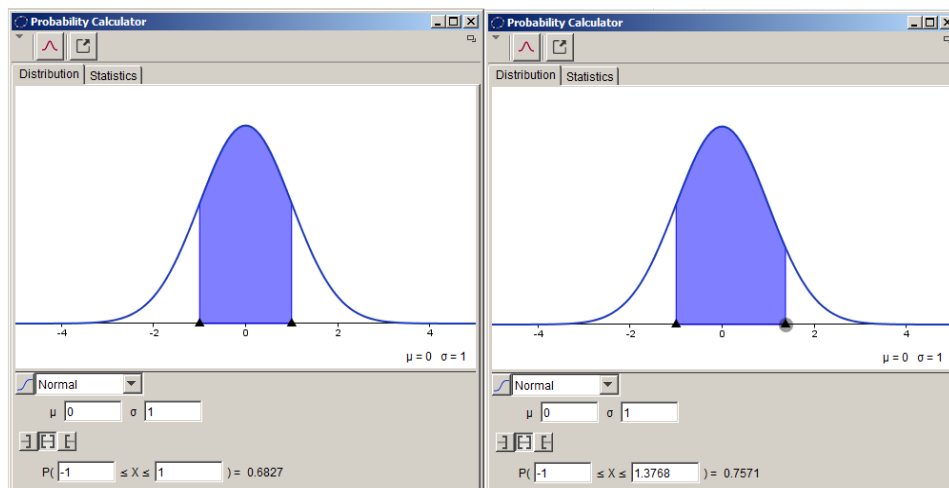 Probability Calculator
Distribution Statistics
-4 -2 0 2 4
μ = 0 σ = 1
Normal
μ 0 σ 1
P( -1 ≤ X ≤ 1 ) = 0.6827
Probability Calculator
Distribution Statistics
-4 -2 0 2 4
μ = 0 σ = 1
Normal
μ 0 σ 1
P( -1 ≤ X ≤ 1.3768 ) = 0.7571